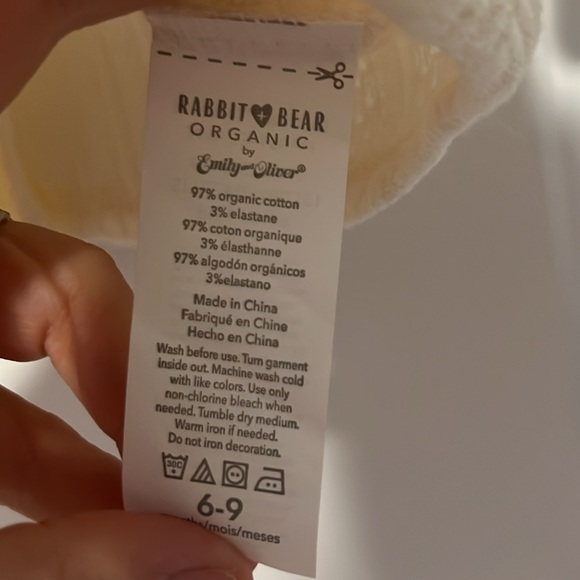 RABBIT BEAR
ORGANIC
by
Emily and Oliver®
97% organic cotton
3% elastane
97% coton organique
3% élasthanne
97% algodón orgánicos
3%elastano
Made in China
Fabriqué en Chine
Hecho en China
Wash before use. Turn garment
inside out. Machine wash cold
with like colors. Use only
non-chlorine bleach when
needed. Tumble dry medium.
Warm iron if needed.
Do not iron decoration.
30C
6-9
/mois/meses